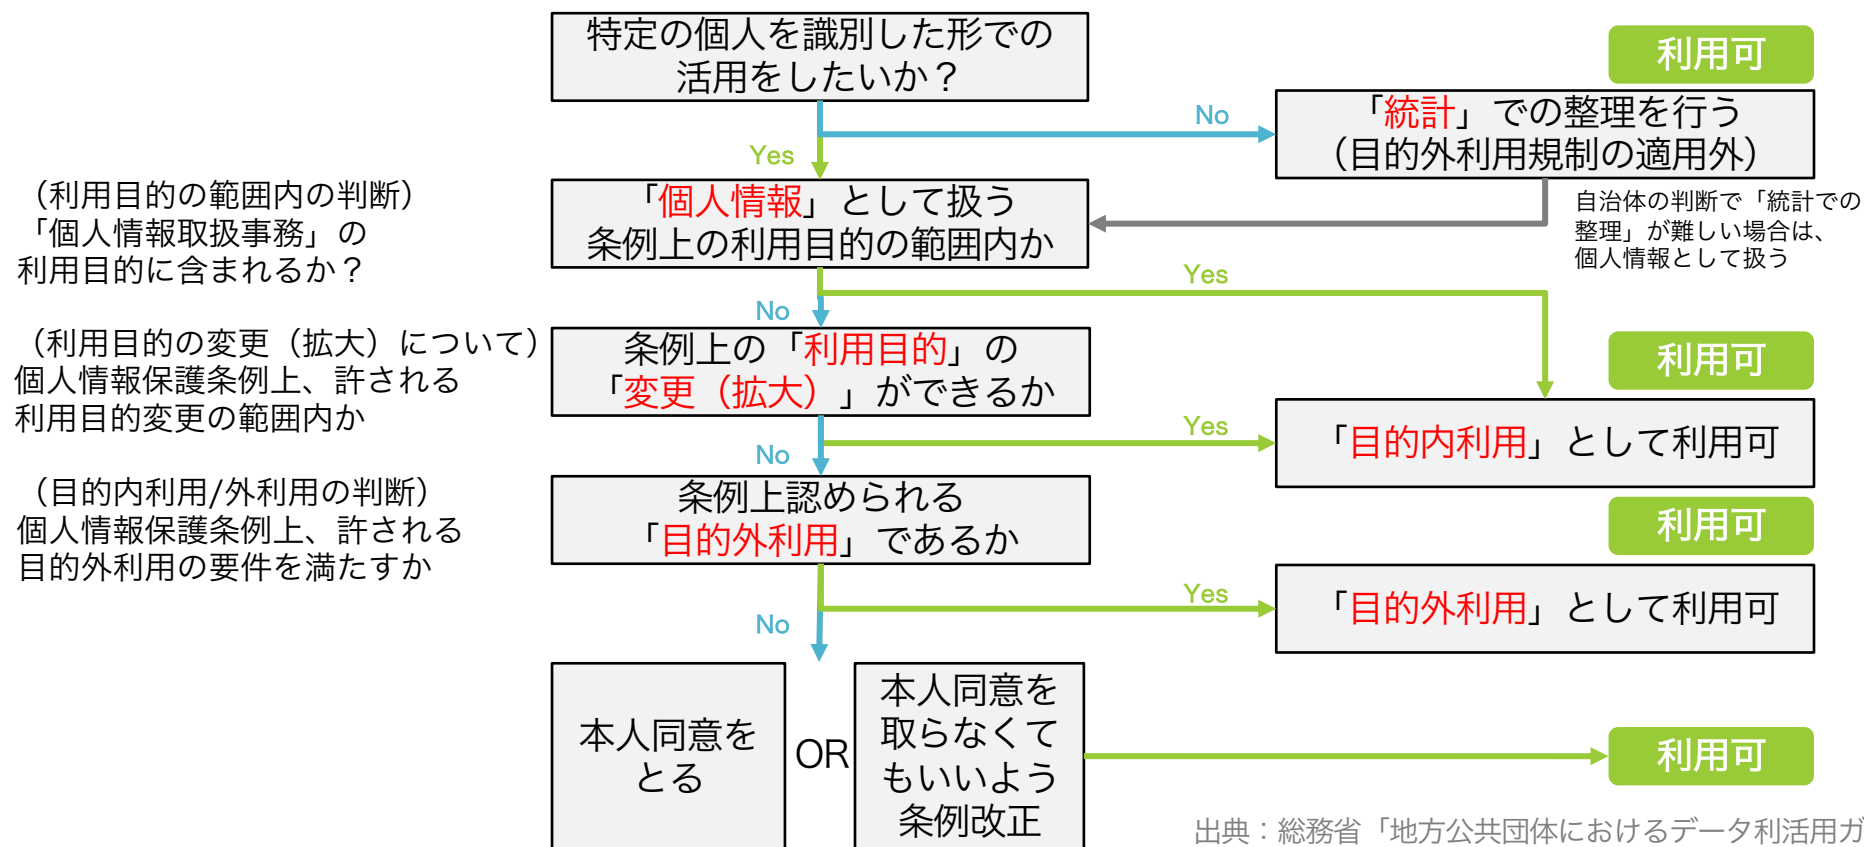 特定の個人を識別した形での
活用をしたいか？
利用可
No
「統計」での整理を行う
（目的外利用規制の適用外）
Yes
（利用目的の範囲内の判断）
「個人情報取扱事務」の
利用目的に含まれるか？
「個人情報」として扱う
条例上の利用目的の範囲内か
自治体の判断で「統計での
整理」が難しい場合は、
個人情報として扱う
Yes
No
（利用目的の変更（拡大）について）
個人情報保護条例上、許される
利用目的変更の範囲内か
条例上の「利用目的」の
「変更（拡大）」ができるか
利用可
Yes
「目的内利用」として利用可
No
（目的内利用/外利用の判断）
個人情報保護条例上、許される
目的外利用の要件を満たすか
条例上認められる
「目的外利用」であるか
利用可
Yes
「目的外利用」として利用可
No
本人同意を
とる
OR
本人同意を
取らなくて
もいいよう
条例改正
利用可
出典：総務省「地方公共団体におけるデータ利活用ガ